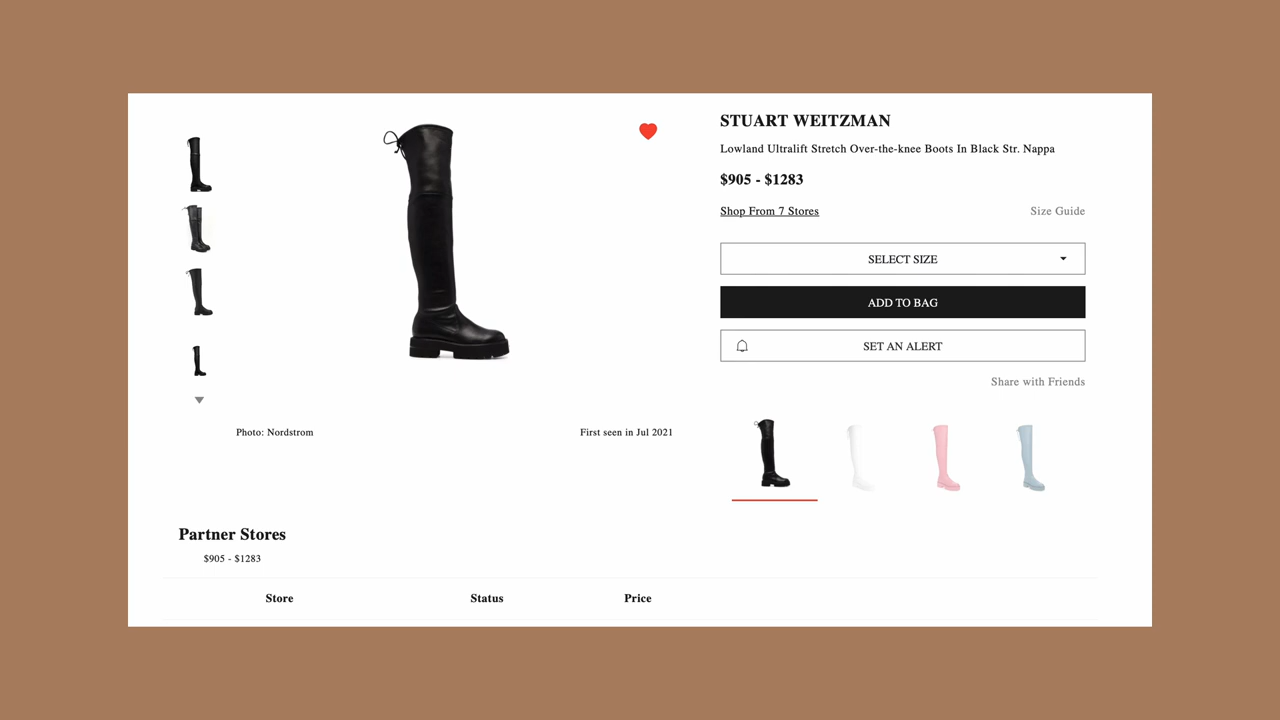 STUART WEITZMAN
Lowland Ultralift Stretch Over-the-knee Boots In Black Str. Nappa
$905 - $1283
Shop From 7 Stores
Size Guide
SELECT SIZE
ADD TO BAG
SET AN ALERT
Share with Friends
Photo: Nordstrom
First seen in Jul 2021
Partner Stores
$905 - $1283
Store
Status
Price